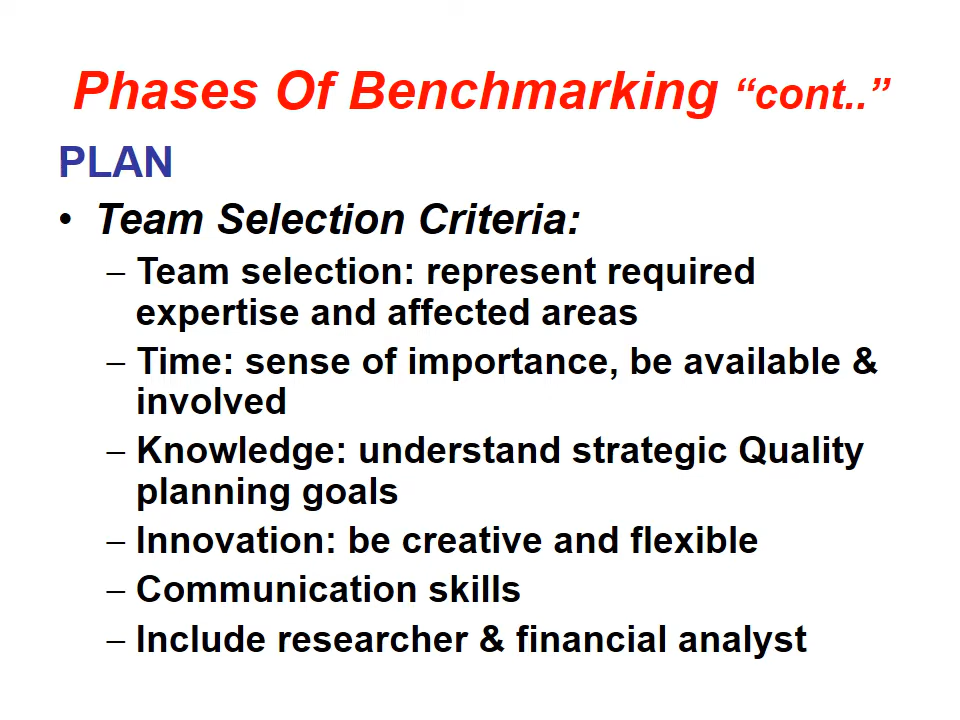 Phases Of Benchmarking “cont..”
PLAN
• Team Selection Criteria:
– Team selection: represent required
expertise and affected areas
– Time: sense of importance, be available &
involved
– Knowledge: understand strategic Quality
planning goals
– Innovation: be creative and flexible
– Communication skills
– Include researcher & financial analyst